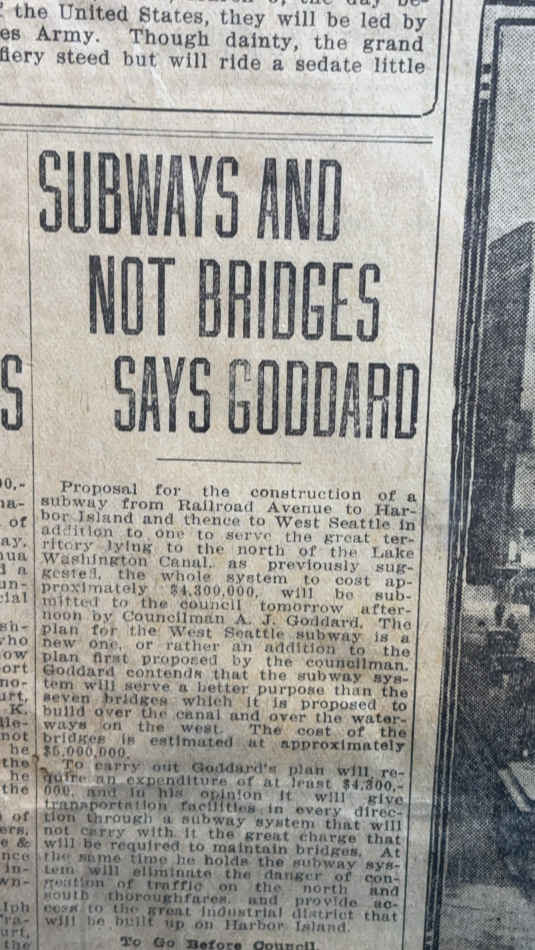 the United States, they will be led by
es Army. Though dainty, the grand
fiery steed but will ride a sedate little
SUBWAYS AND
NOT BRIDGES
SAYS GODDARD
Proposal for the construction of a
subway from Railroad Avenue to Har-
bor Island and thence to West Seattle in
addition to one to serve the great ter-
ritory lying to the north of the Lake
Washington Canal, as previously sug-
gested, the whole system to cost ap-
proximately $4,300,000, will be sub-
mitted to the council tomorrow after-
noon by Councilman A. J. Goddard. The
plan for the West Seattle subway is a
new one, or rather an addition to the
plan first proposed by the councilman.
Goddard contends that the subway sys-
tem will serve a better purpose than the
seven bridges which it is proposed to
build over the canal and over the water-
ways on the west. The cost of the
bridges is estimated at approximately
$5,000,000.
To carry out Goddard's plan will re-
quire an expenditure of at least $4,300,-
000, and in his opinion it will give
transportation facilities in every direc-
tion through a subway system that will
not carry with it the great charge that
will be required to maintain bridges. At
the same time he holds the subway sys-
tem will eliminate the danger of con-
gestion of traffic on the north and
south thoroughfares and provide ac-
cess to the great industrial district that
will be built up on Harbor Island.
To Go Before Council.